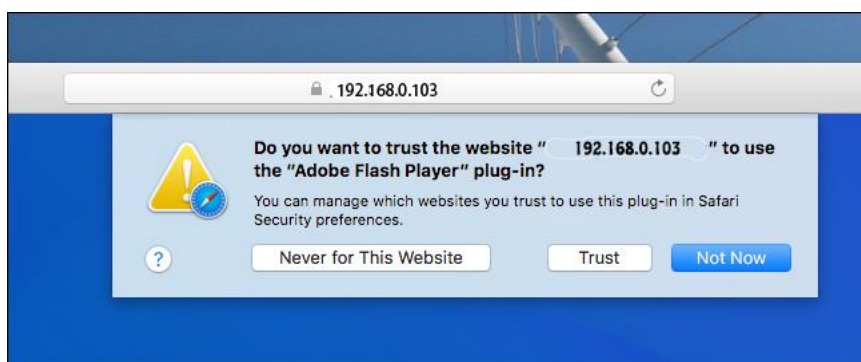 192.168.0.103
Do you want to trust the website “ 192.168.0.103 ” to use
the “Adobe Flash Player” plug-in?
You can manage which websites you trust to use this plug-in in Safari
Security preferences.
? Never for This Website Trust Not Now